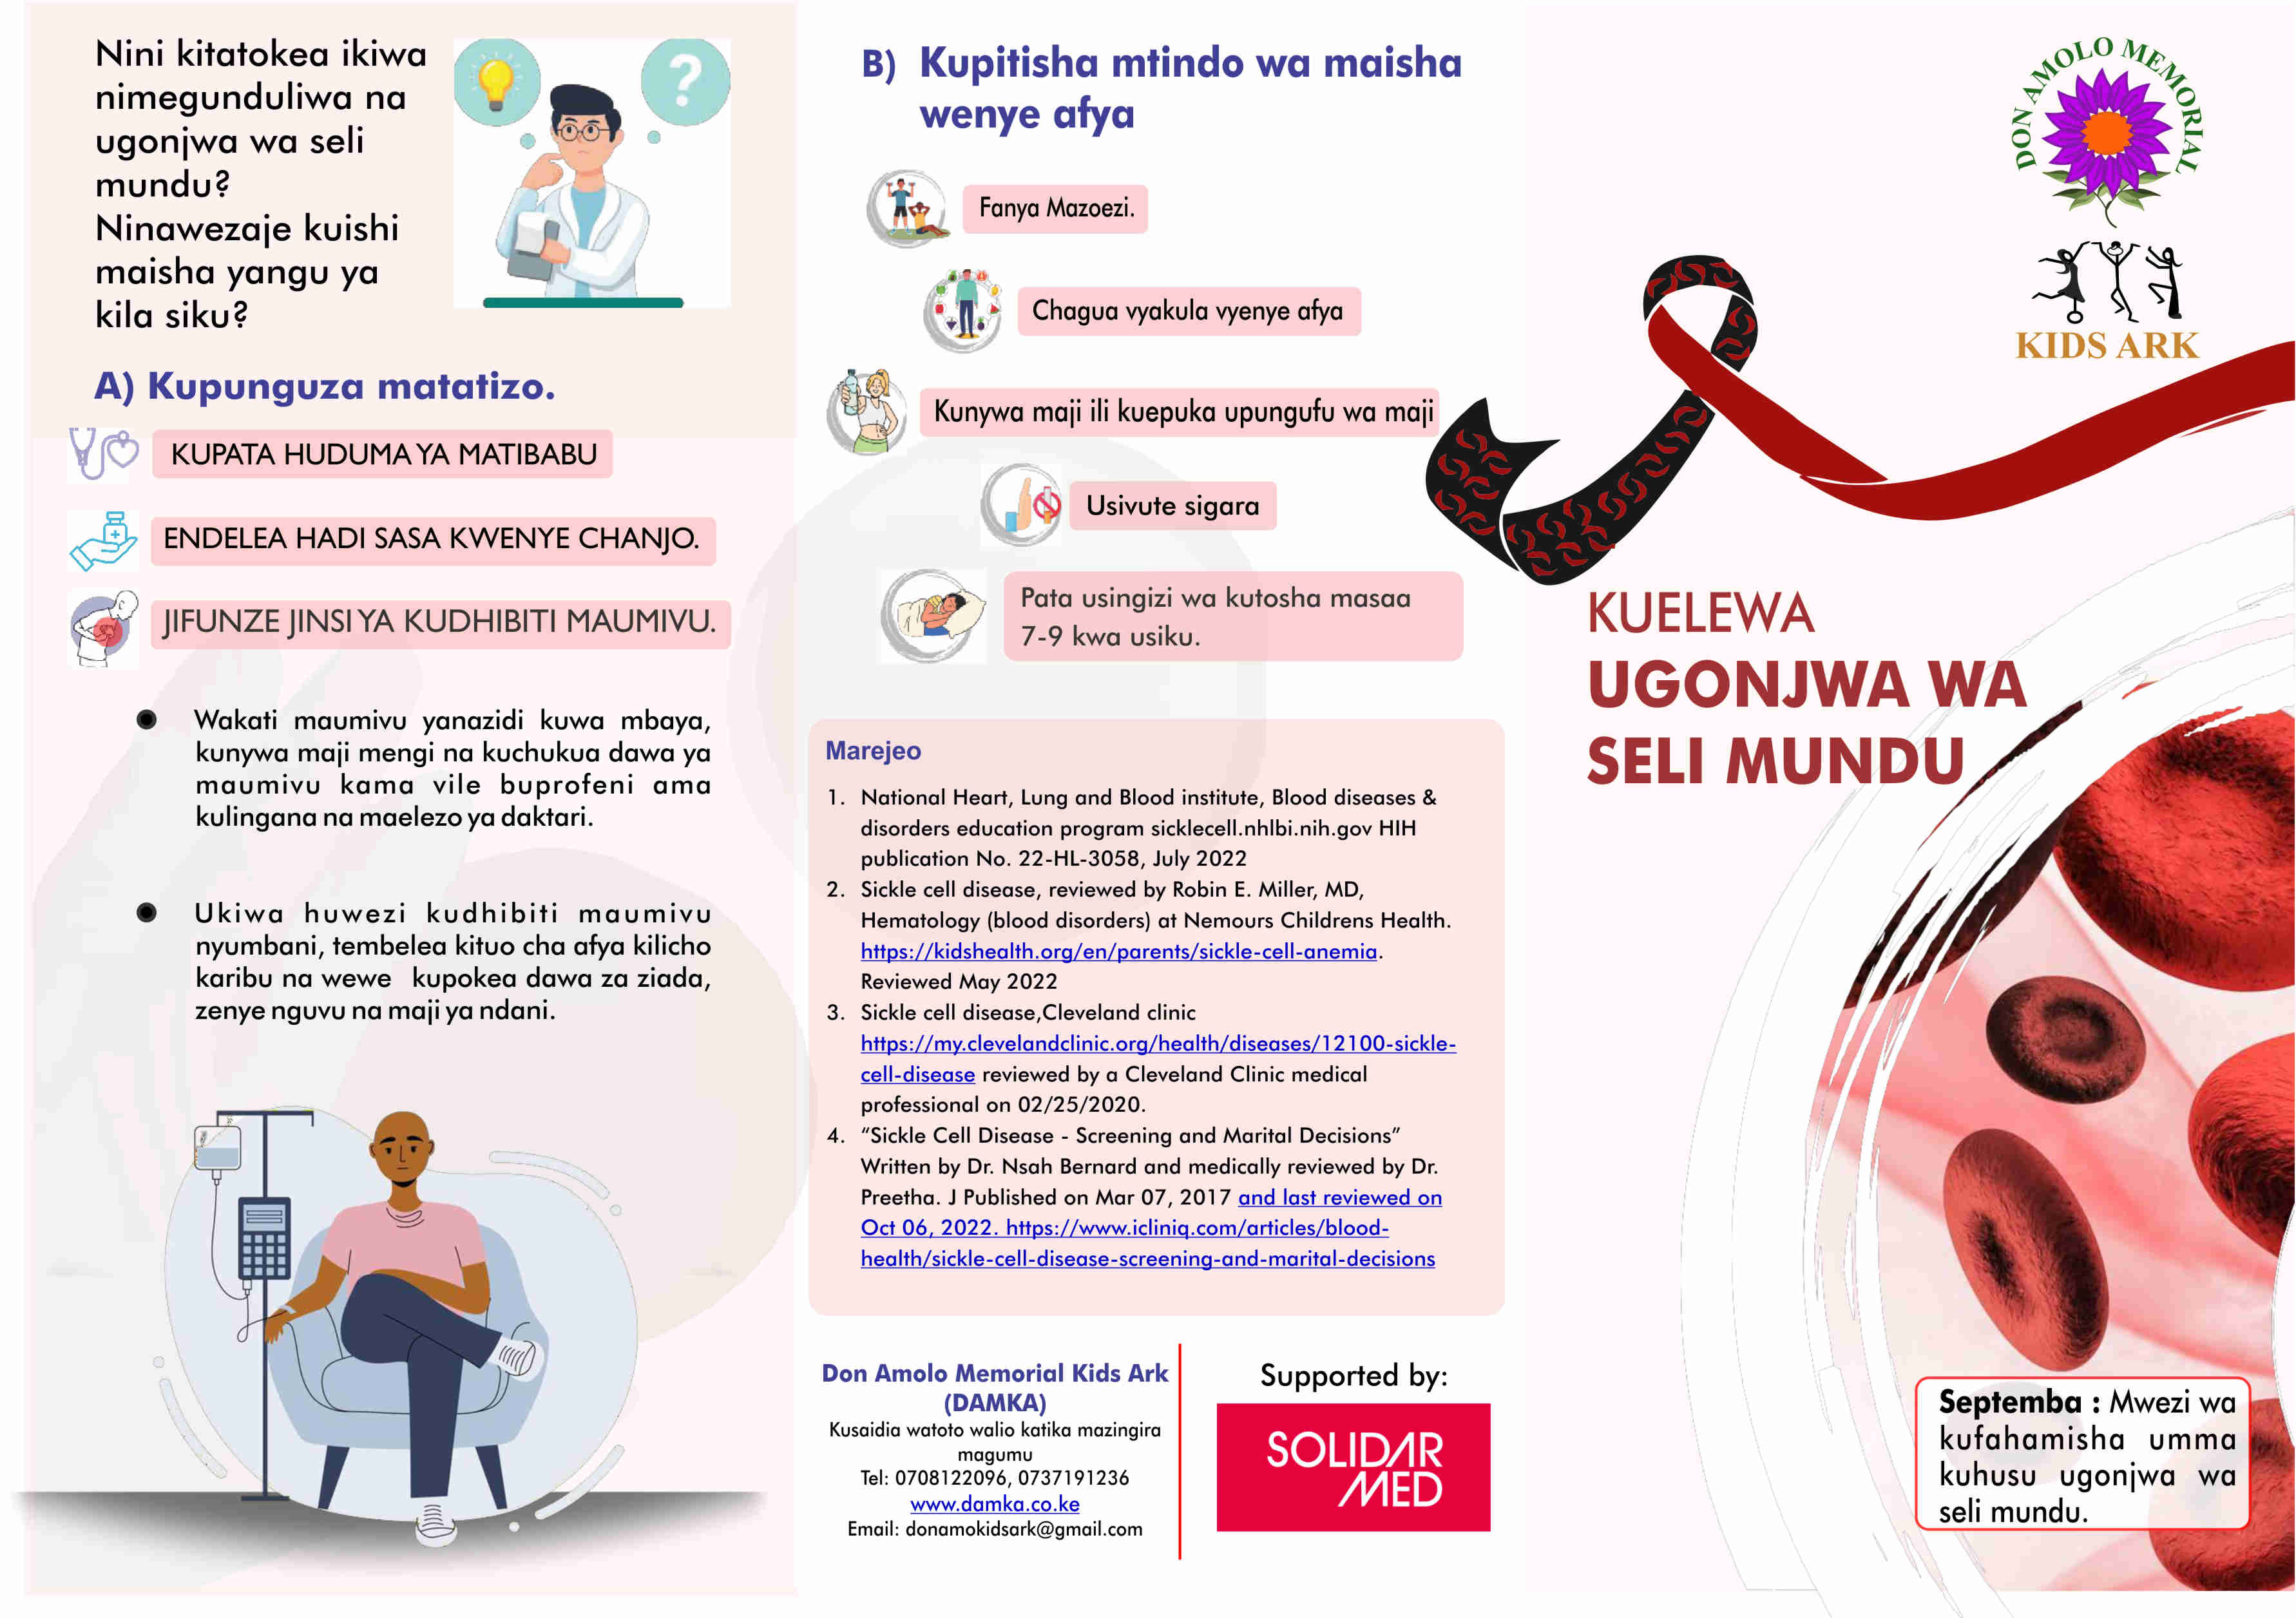 Nini kitatokea ikiwa
nimegunduliwa na
ugonjwa wa seli
mundu?
Ninawezaje kuishi
maisha yangu ya
kila siku?
A) Kupunguza matatizo.
KUPATA HUDUMA YA MATIBABU
ENDELEA HADI SASA KWENYE CHANJO.
JIFUNZE JINSI YA KUDHIBITI MAUMIVU.
● Wakati maumivu yanazidi kuwa mbaya,
kunywa maji mengi na kuchukua dawa ya
maumivu kama vile buprofeni ama
kulingana na maelezo ya daktari.
● Ukiwa huwezi kudhibiti maumivu
nyumbani, tembelea kituo cha afya kilicho
karibu na wewe kupokea dawa za ziada,
zenye nguvu na maji ya ndani.
B) Kupitisha mtindo wa maisha
wenye afya
Fanya Mazoezi.
Chagua vyakula vyenye afya
Kunywa maji ili kuepuka upungufu wa maji
Usivute sigara
Pata usingizi wa kutosha masaa
7-9 kwa usiku.
Marejeo
1. National Heart, Lung and Blood institute, Blood diseases &
disorders education program sicklecell.nhlbi.nih.gov HIH
publication No. 22-HL-3058, July 2022
2. Sickle cell disease, reviewed by Robin E. Miller, MD,
Hematology (blood disorders) at Nemours Childrens Health.
https://kidshealth.org/en/parents/sickle-cell-anemia.
Reviewed May 2022
3. Sickle cell disease,Cleveland clinic
https://my.clevelandclinic.org/health/diseases/12100-sickle-
cell-disease reviewed by a Cleveland Clinic medical
professional on 02/25/2020.
4. “Sickle Cell Disease - Screening and Marital Decisions”
Written by Dr. Nsah Bernard and medically reviewed by Dr.
Preetha. J Published on Mar 07, 2017 and last reviewed on
Oct 06, 2022. https://www.icliniq.com/articles/blood-
health/sickle-cell-disease-screening-and-marital-decisions
Don Amolo Memorial Kids Ark
(DAMKA)
Kusaidia watoto walio katika mazingira
magumu
Tel: 0708122096, 0737191236
www.damka.co.ke
Email: donamokidsark@gmail.com
Supported by:
SOLIDAR
MED
DON AMOLO MEMORIAL
KIDS ARK
KUELEWA
UGONJWA WA
SELI MUNDU
Septemba : Mwezi wa
kufahamisha umma
kuhusu ugonjwa wa
seli mundu.